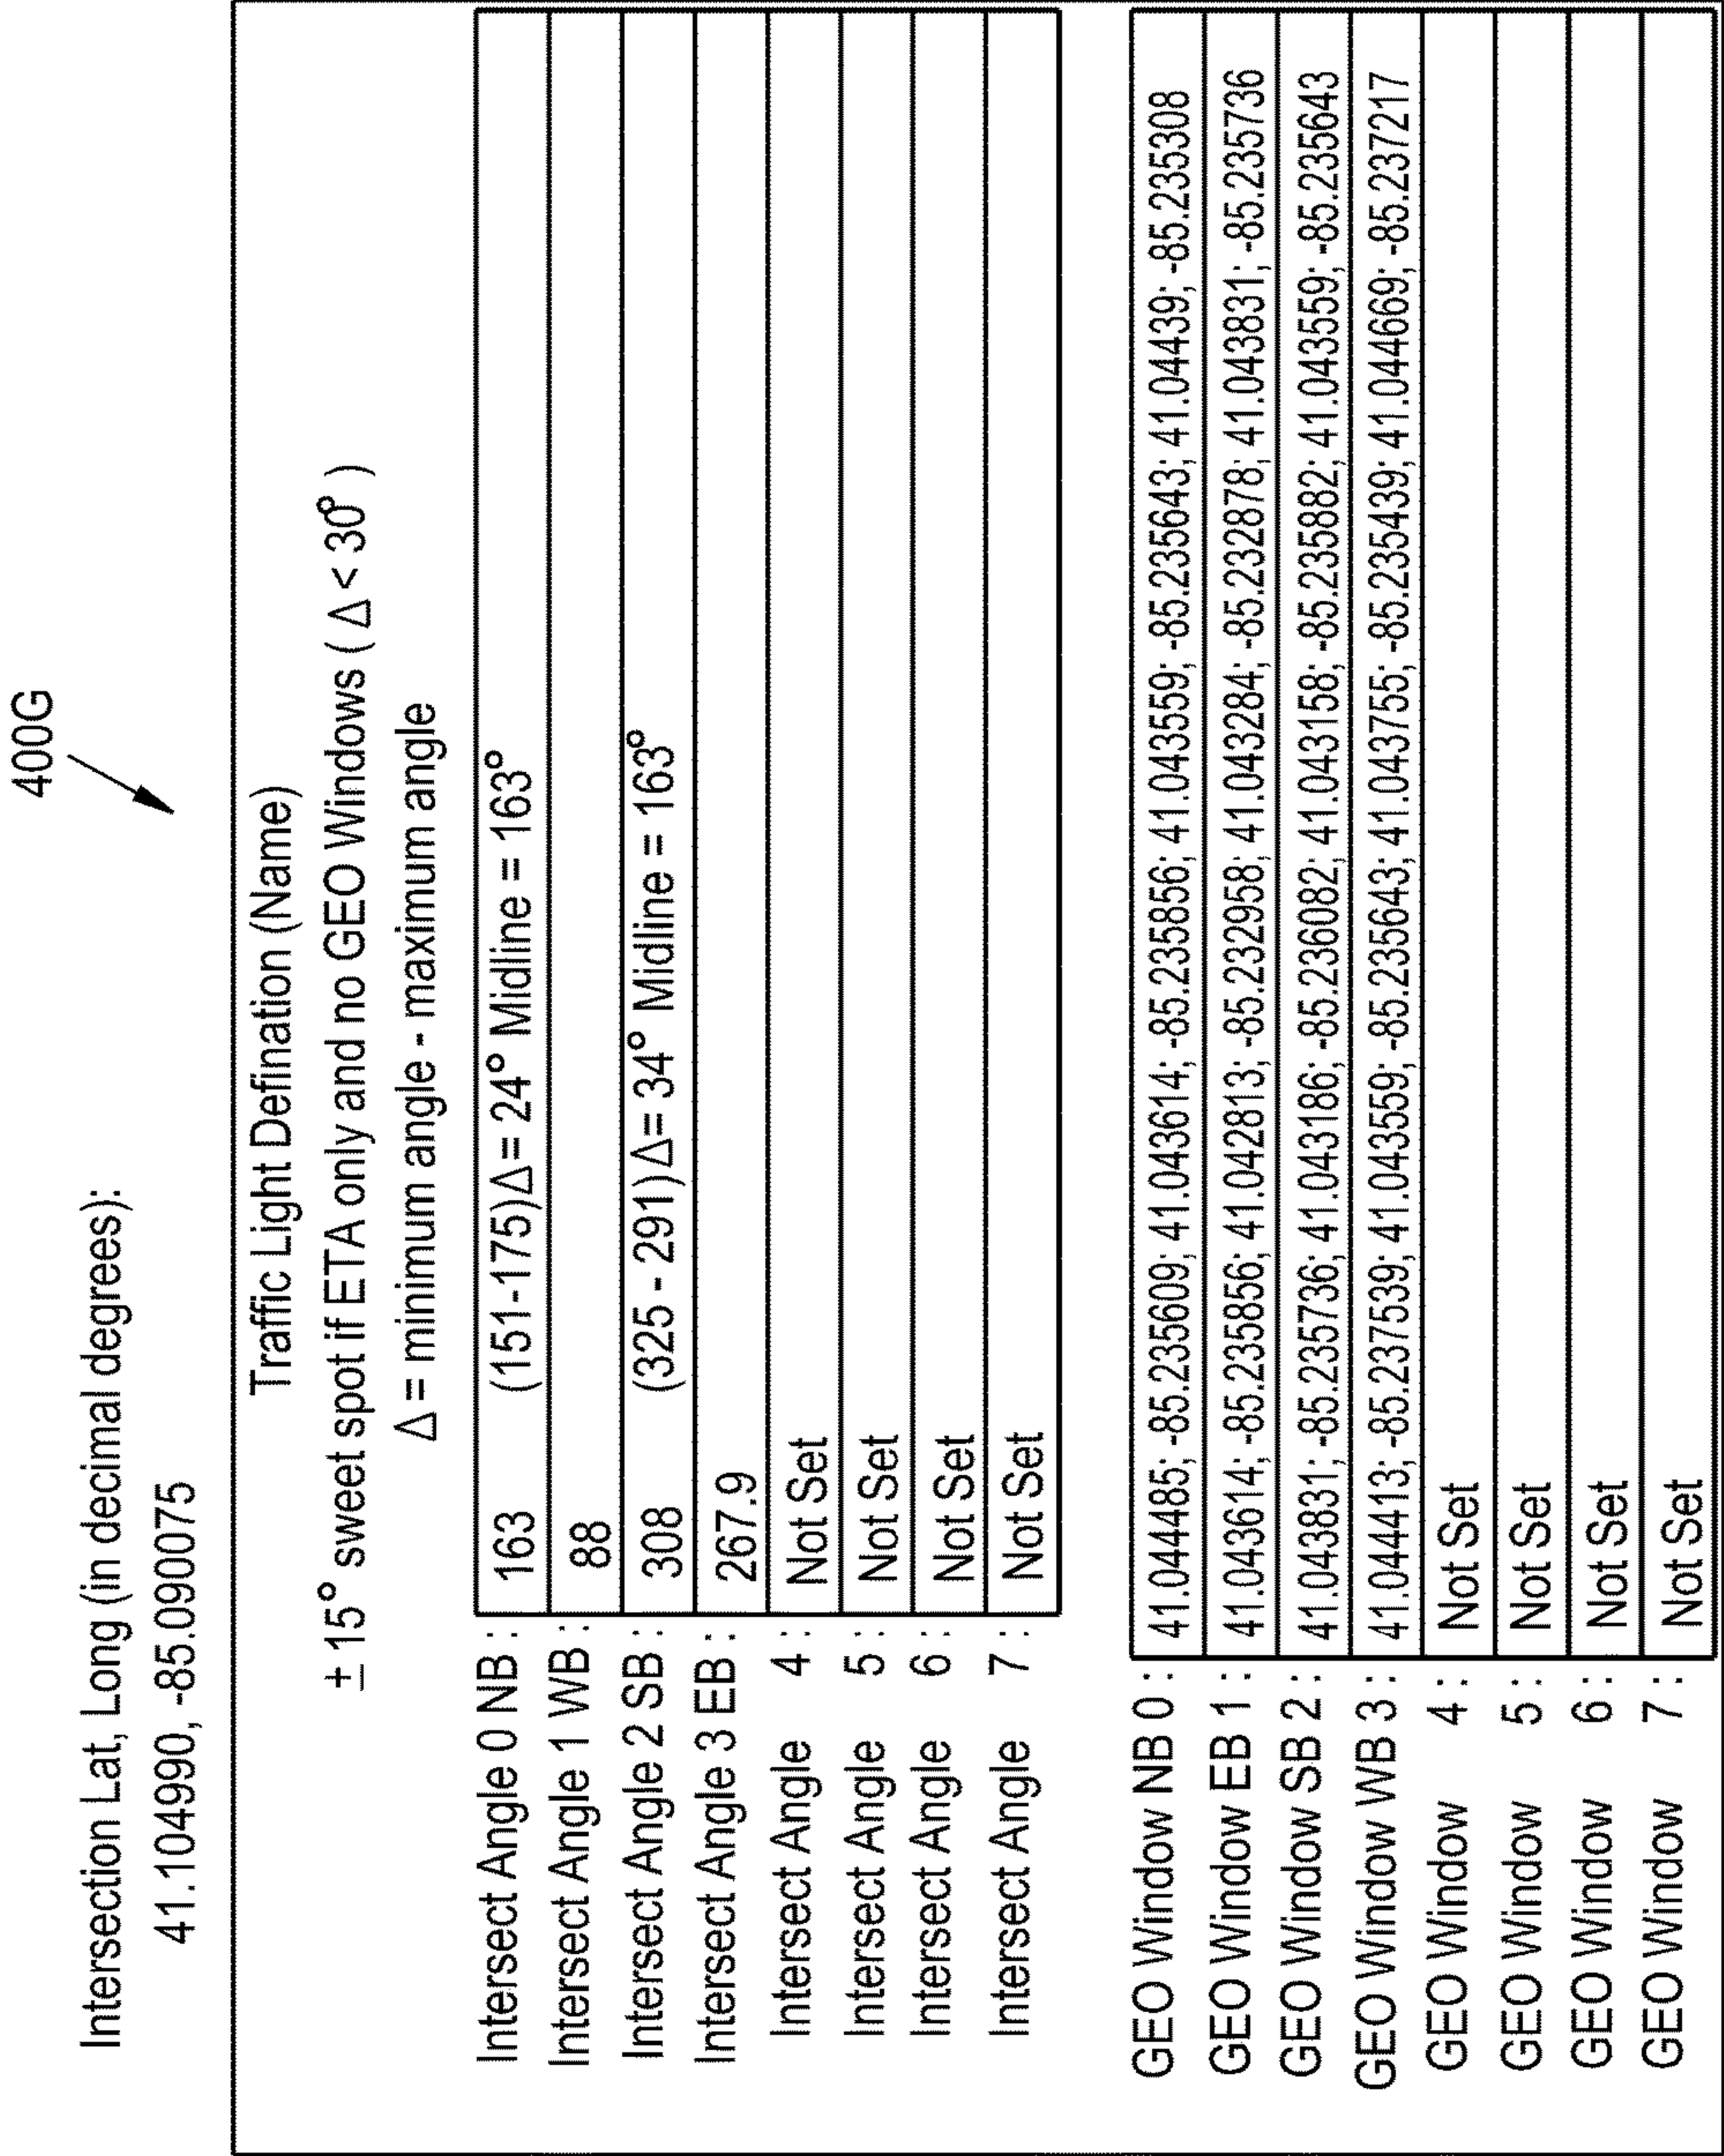 400G
Intersection Lat, Long (in decimal degrees):
41.104990, -85.090075
Traffic Light Defination (Name)
± 15° sweet spot if ETA only and no GEO Windows ( Δ < 30° )
Δ = minimum angle - maximum angle
Intersect Angle 0 NB : 163 (151-175)Δ= 24° Midline = 163°
Intersect Angle 1 WB : 88
Intersect Angle 2 SB : 308 (325 - 291)Δ= 34° Midline = 163°
Intersect Angle 3 EB : 267.9
Intersect Angle 4 : Not Set
Intersect Angle 5 : Not Set
Intersect Angle 6 : Not Set
Intersect Angle 7 : Not Set
GEO Window NB 0 : 41.044485; -85.235609; 41.043614; -85.235856; 41.043559; -85.235643; 41.04439; -85.235308
GEO Window EB 1 : 41.043614; -85.235856; 41.042813; -85.232958; 41.043284; -85.232878; 41.043831; -85.235736
GEO Window SB 2 : 41.043831; -85.235736; 41.043186; -85.236082; 41.043158; -85.235882; 41.043559; -85.235643
GEO Window WB 3 : 41.044413; -85.237539; 41.043559; -85.235643; 41.043755; -85.235439; 41.044669; -85.237217
GEO Window 4 : Not Set
GEO Window 5 : Not Set
GEO Window 6 : Not Set
GEO Window 7 : Not Set